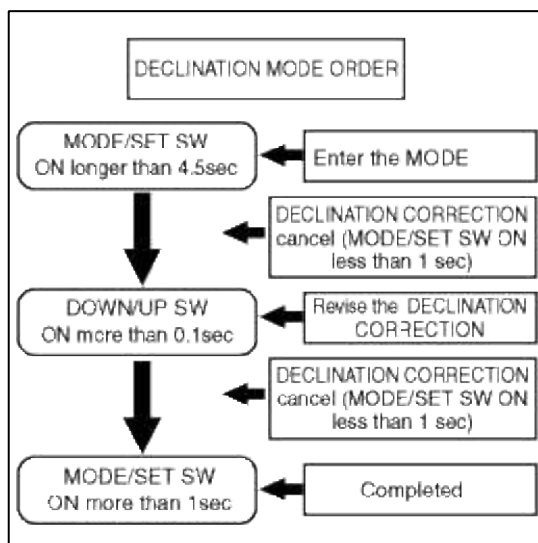 DECLINATION MODE ORDER
MODE/SET SW
ON longer than 4.5sec
Enter the MODE
DECLINATION CORRECTION
cancel (MODE/SET SW ON
less than 1 sec)
DOWN/UP SW
ON more than 0.1sec
Revise the DECLINATION
CORRECTION
DECLINATION CORRECTION
cancel (MODE/SET SW ON
less than 1 sec)
MODE/SET SW
ON more than 1sec
Completed